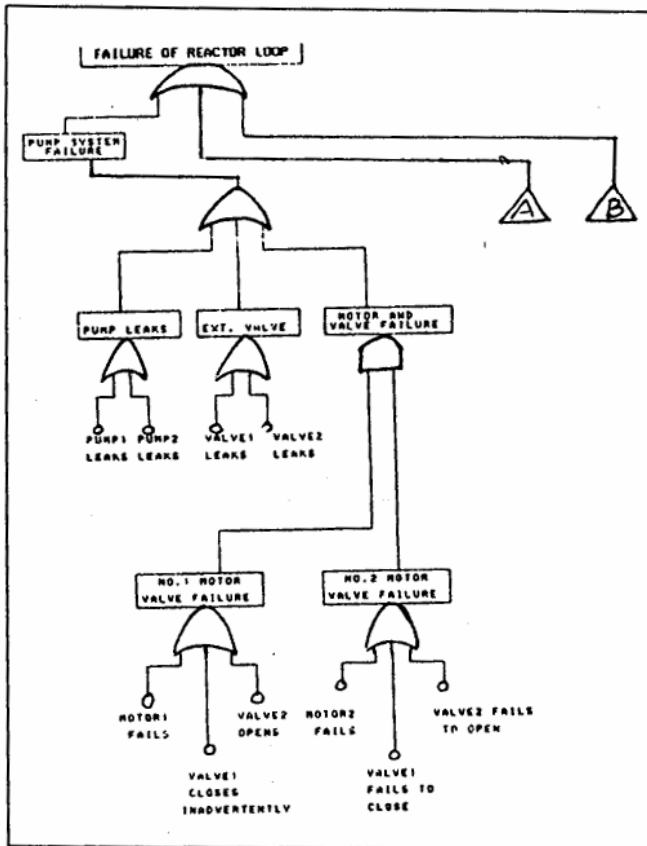 FAILURE OF REACTOR LOOP
PUMP SYSTEM
FAILURE
A
B
PUMP LEAKS
EXT. VALVE
MOTOR AND
VALVE FAILURE
PUMP1
LEAKS
PUMP2
LEAKS
VALVE1
LEAKS
VALVE2
LEAKS
NO.1 MOTOR
VALVE FAILURE
NO.2 MOTOR
VALVE FAILURE
MOTOR1
FAILS
VALVE2
OPENS
MOTOR2
FAILS
VALVE2 FAILS
TO OPEN
VALVE1
CLOSES
INADVERTENTLY
VALVE1
FAILS TO
CLOSE